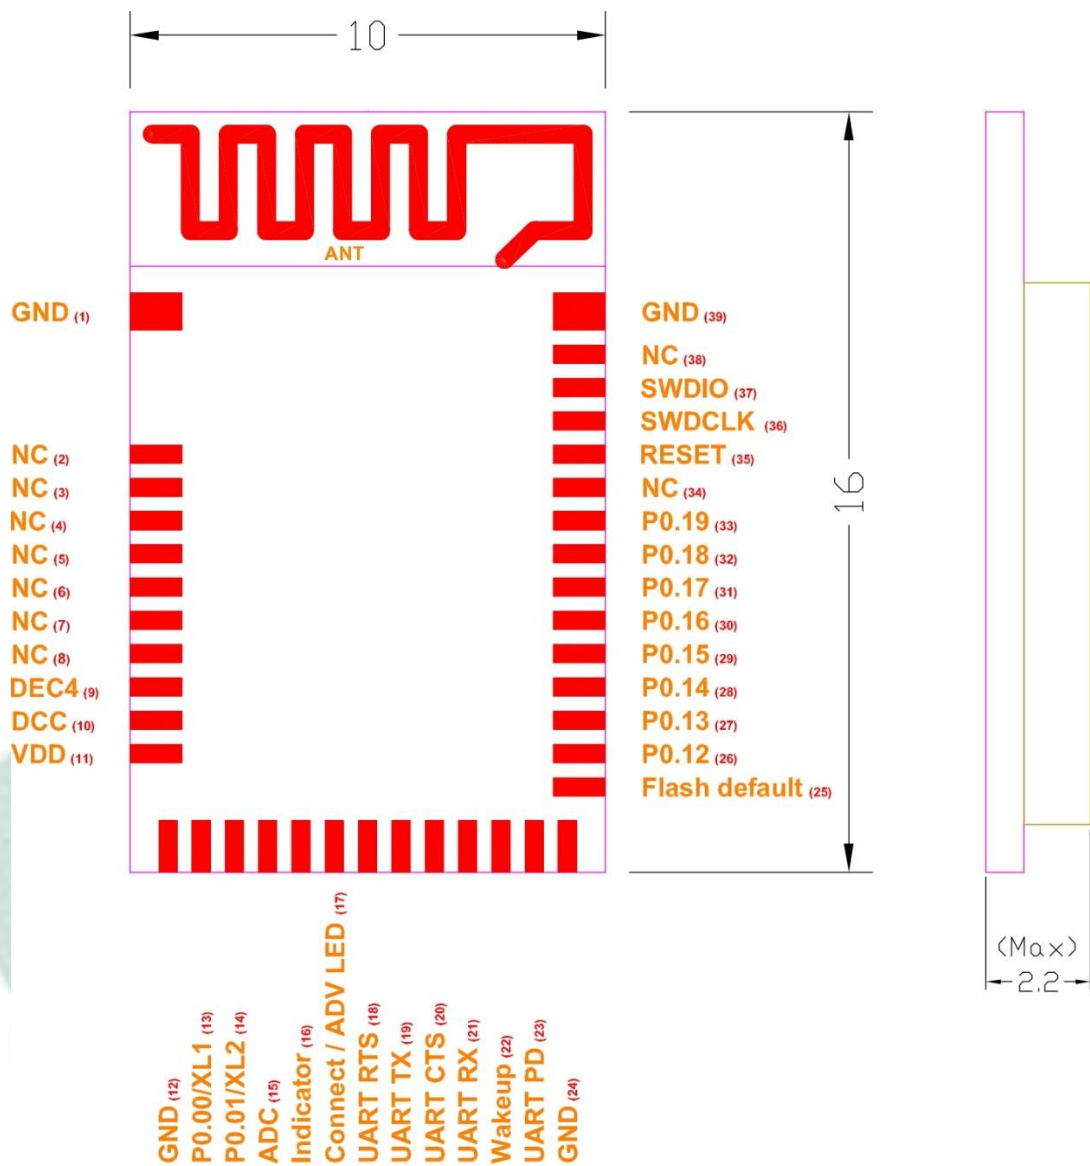 10
ANT
GND (1)
NC (2)
NC (3)
NC (4)
NC (5)
NC (6)
NC (7)
NC (8)
DEC4 (9)
DCC (10)
VDD (11)
GND (12)
P0.00/XL1 (13)
P0.01/XL2 (14)
ADC (15)
Indicator (16)
Connect / ADV LED (17)
UART RTS (18)
UART TX (19)
UART CTS (20)
UART RX (21)
Wakeup (22)
UART PD (23)
GND (24)
GND (39)
NC (38)
SWDIO (37)
SWDCLK (36)
RESET (35)
NC (34)
P0.19 (33)
P0.18 (32)
P0.17 (31)
P0.16 (30)
P0.15 (29)
P0.14 (28)
P0.13 (27)
P0.12 (26)
Flash default (25)
16
(Max)
2.2